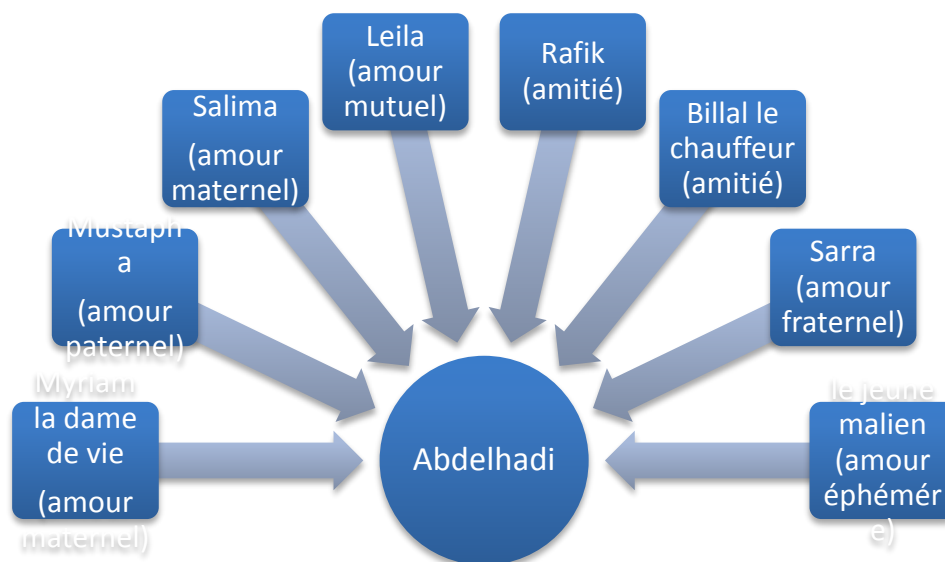 Leila
(amour
mutuel)
Rafik
(amitié)
Salima
(amour
maternel)
Billal le
chauffeur
(amitié)
Mustaph
a
(amour
paternel)
Sarra
(amour
fraternel)
Myriam
la dame
de vie
(amour
maternel)
Abdelhadi
le jeune
malien
(amour
éphémér
e)